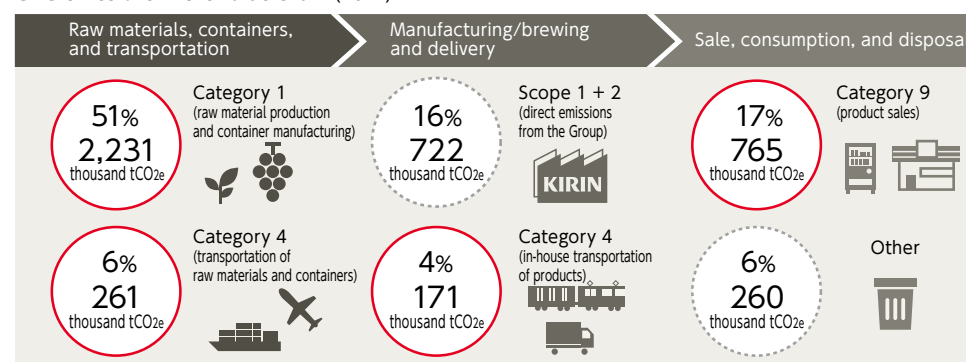 Raw materials, containers,
and transportation
Manufacturing/brewing
and delivery
Sale, consumption, and disposal
51%
2,231
thousand tCO2e
Category 1
(raw material production
and container manufacturing)
16%
722
thousand tCO2e
Scope 1 + 2
(direct emissions
from the Group)
KIRIN
17%
765
thousand tCO2e
Category 9
(product sales)
6%
261
thousand tCO2e
Category 4
(transportation of
raw materials and containers)
4%
171
thousand tCO2e
Category 4
(in-house transportation
of products)
6%
260
thousand tCO2e
Other